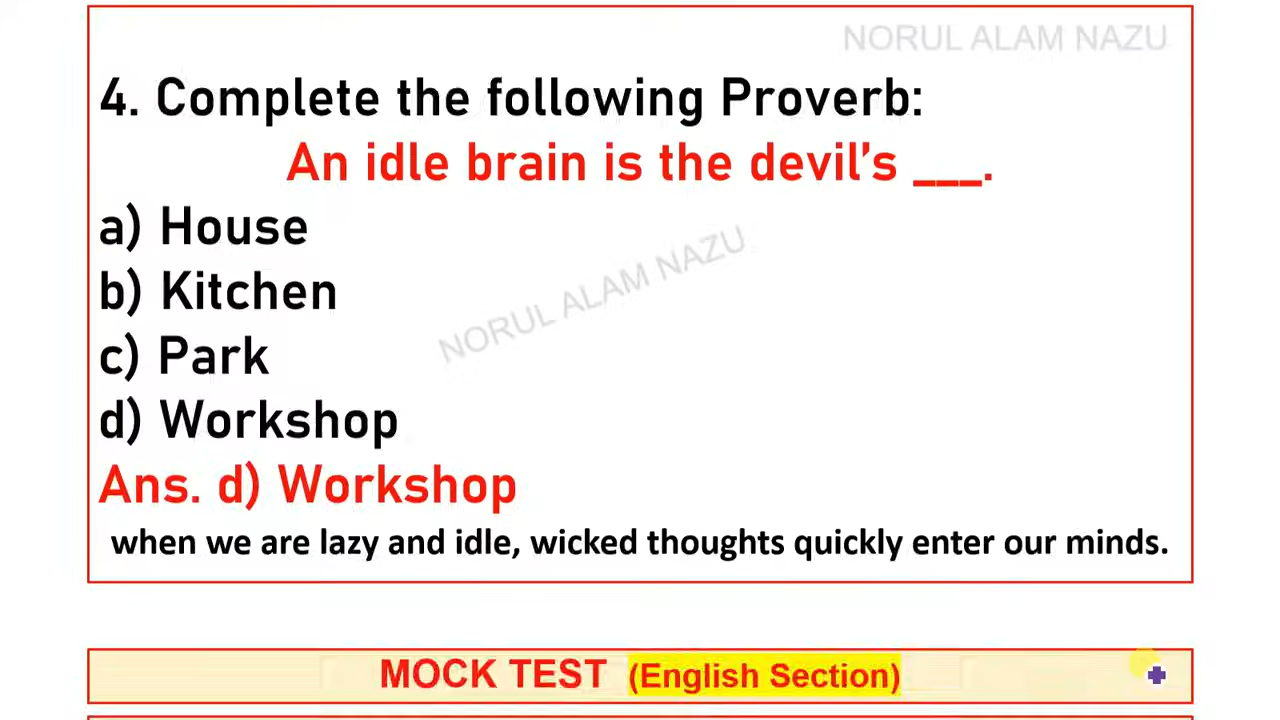 NORUL ALAM NAZU
4. Complete the following Proverb:
An idle brain is the devil’s ___.
a) House
b) Kitchen
NORUL ALAM NAZU
c) Park
d) Workshop
Ans. d) Workshop
when we are lazy and idle, wicked thoughts quickly enter our minds.
MOCK TEST (English Section)